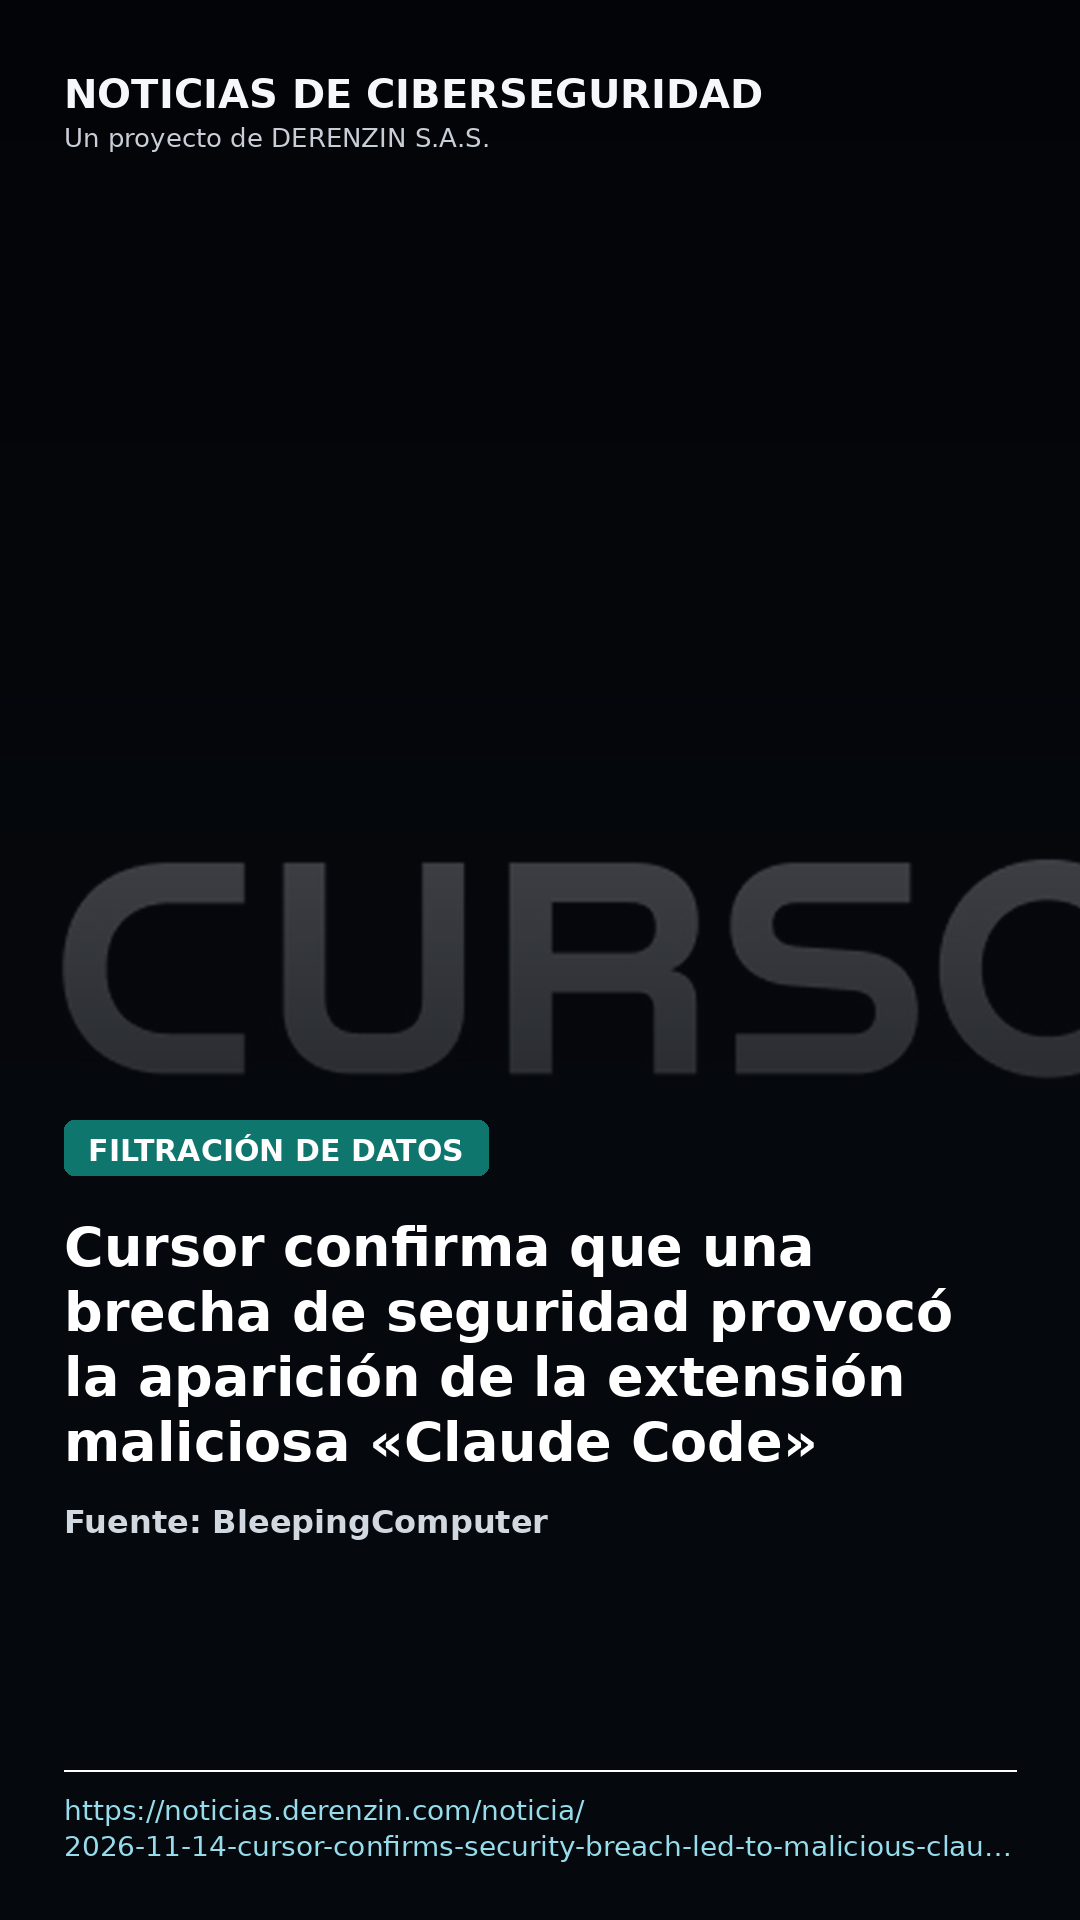 NOTICIAS DE CIBERSEGURIDAD
Un proyecto de DERENZIN S.A.S.
CURSO
FILTRACIÓN DE DATOS
Cursor confirma que una
brecha de seguridad provocó
la aparición de la extensión
maliciosa «Claude Code»
Fuente: BleepingComputer
https://noticias.derenzin.com/noticia/
2026-11-14-cursor-confirms-security-breach-led-to-malicious-clau…